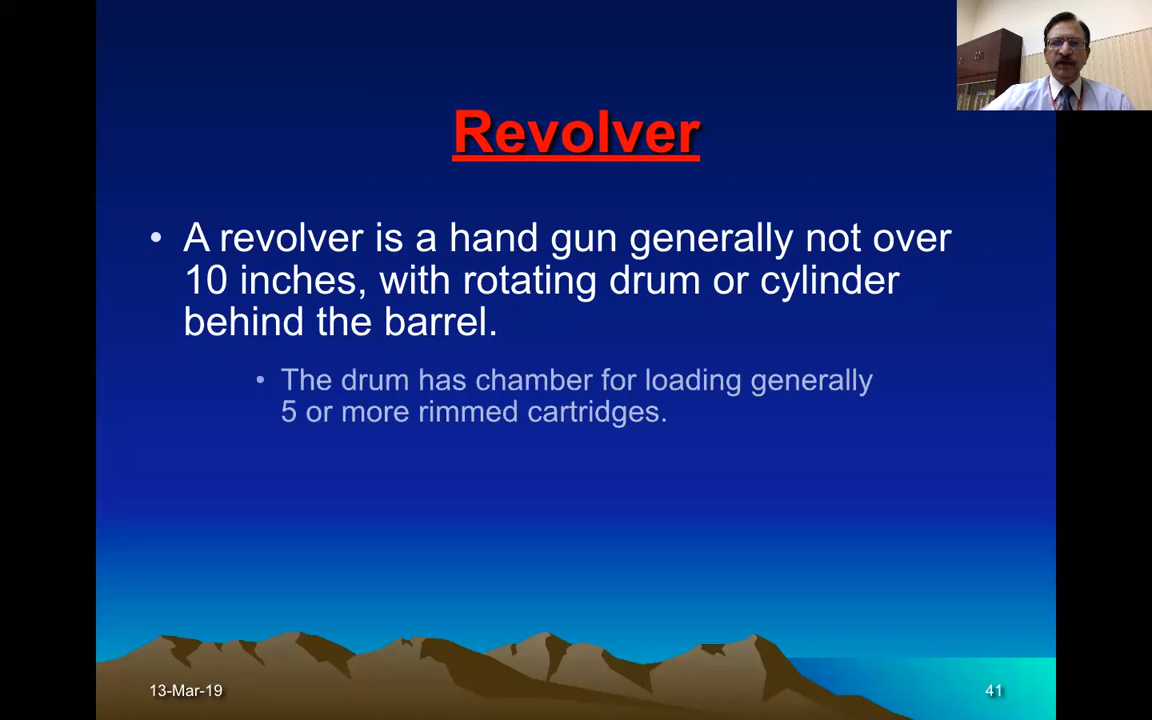 Revolver
• A revolver is a hand gun generally not over
10 inches, with rotating drum or cylinder
behind the barrel.
• The drum has chamber for loading generally
5 or more rimmed cartridges.
13-Mar-19
41